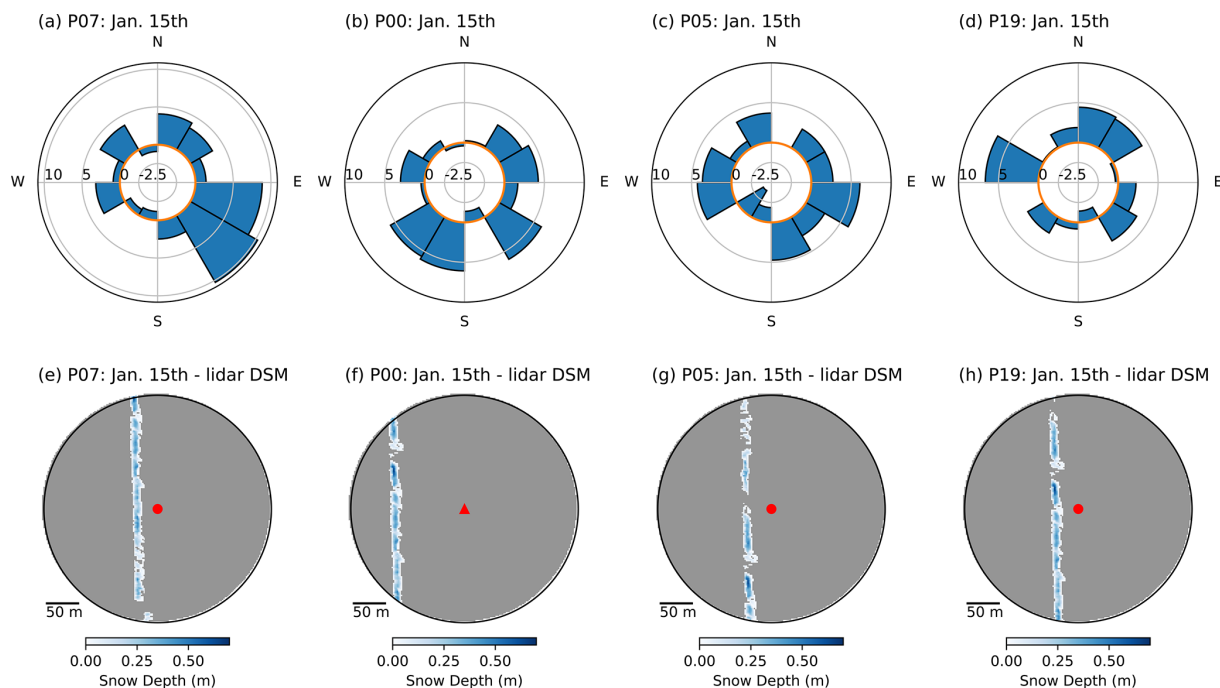 (a) P07: Jan. 15th
(b) P00: Jan. 15th
(c) P05: Jan. 15th
(d) P19: Jan. 15th
N
N
N
N
W
10
5
0
-2.5
E
W
10
5
0
-2.5
E
W
10
5
0
-2.5
E
W
10
5
0
-2.5
E
S
S
S
S
(e) P07: Jan. 15th - lidar DSM
(f) P00: Jan. 15th - lidar DSM
(g) P05: Jan. 15th - lidar DSM
(h) P19: Jan. 15th - lidar DSM
50 m
50 m
50 m
50 m
0.00 0.25 0.50
0.00 0.25 0.50
0.00 0.25 0.50
0.00 0.25 0.50
Snow Depth (m)
Snow Depth (m)
Snow Depth (m)
Snow Depth (m)